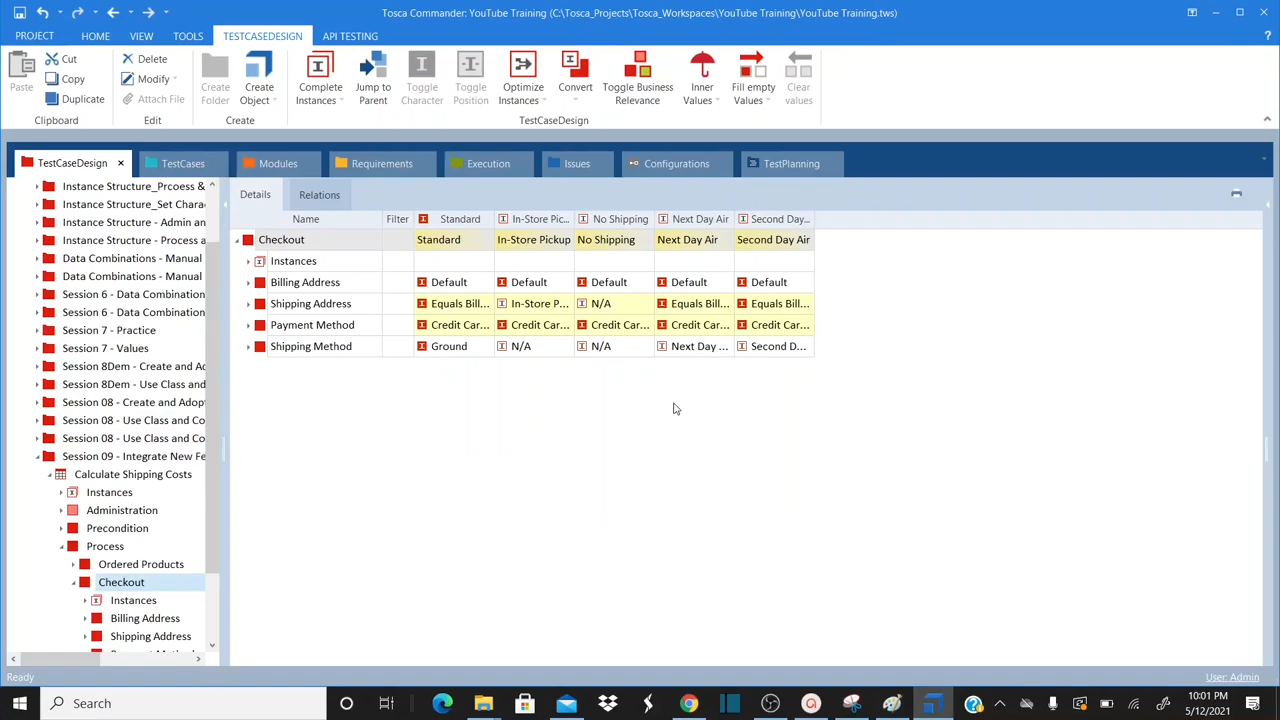 Tosca Commander: YouTube Training (C:\Tosca_Projects\Tosca_Workspaces\YouTube Training\YouTube Training.tws)
PROJECT HOME VIEW TOOLS TESTCASEDESIGN API TESTING
Paste Cut Copy Duplicate Clipboard
Delete Modify Attach File Edit
Create Folder Create Object Create
Complete Instances Jump to Parent Toggle Character Toggle Position Optimize Instances Convert Toggle Business Relevance Inner Values Fill empty Values Clear values
TestCaseDesign
TestCaseDesign TestCases Modules Requirements Execution Issues Configurations TestPlanning
Instance Structure_Prcoess &
Instance Structure_Set Charac
Instance Structure - Admin an
Instance Structure - Process a
Data Combinations - Manual
Data Combinations - Manual
Session 6 - Data Combination
Session 6 - Data Combination
Session 7 - Practice
Session 7 - Values
Session 8Dem - Create and Ad
Session 8Dem - Use Class and
Session 08 - Create and Adopt
Session 08 - Use Class and Co
Session 08 - Use Class and Co
Session 09 - Integrate New Fe
Calculate Shipping Costs
Instances
Administration
Precondition
Process
Ordered Products
Checkout
Instances
Billing Address
Shipping Address
Details Relations
Name Filter Standard In-Store Pic... No Shipping Next Day Air Second Day...
Checkout Standard In-Store Pickup No Shipping Next Day Air Second Day Air
Instances
Billing Address Default Default Default Default Default
Shipping Address Equals Bill... In-Store P... N/A Equals Bill... Equals Bill...
Payment Method Credit Car... Credit Car... Credit Car... Credit Car... Credit Car...
Shipping Method Ground N/A N/A Next Day ... Second D...
Ready User: Admin
Search
10:01 PM
5/12/2021